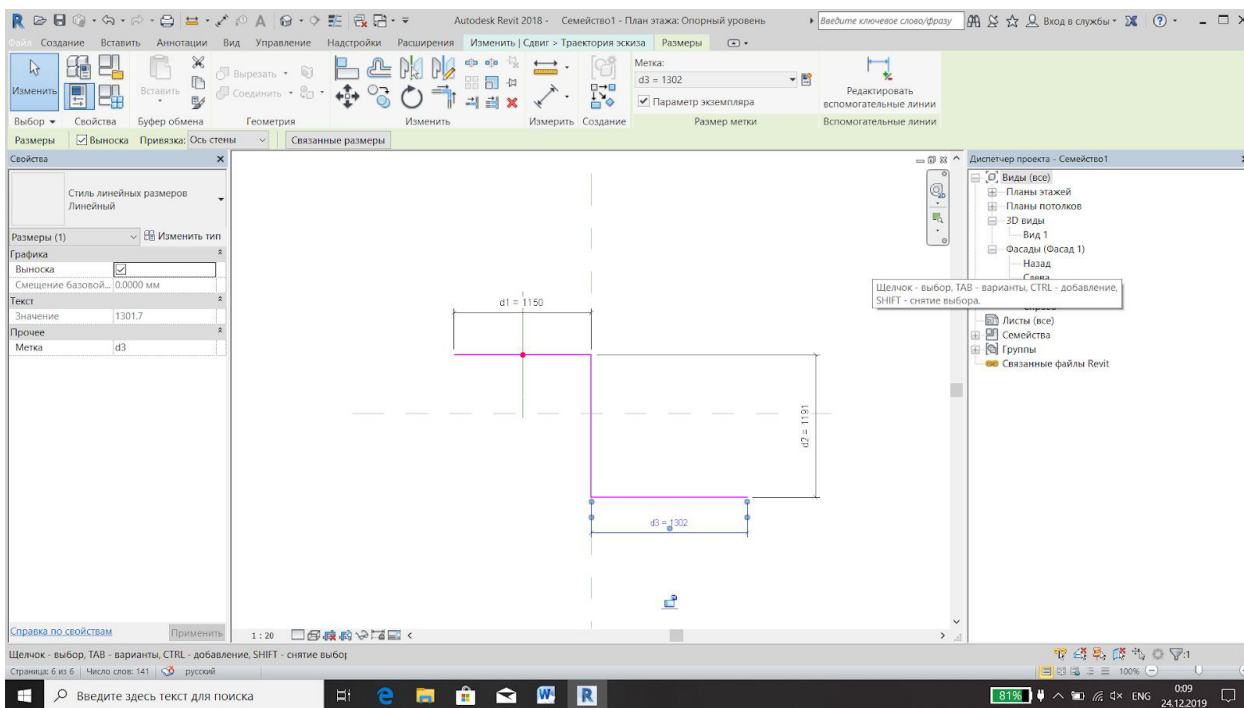 Autodesk Revit 2018 - Семейство1 - План этажа: Опорный уровень
Введите ключевое слово/фразу
Вход в службы
Файл Создание Вставить Аннотации Вид Управление Надстройки Расширения Изменить | Сдвиг > Траектория эскиза Размеры
Изменить
Вставить
Вырезать
Соединить
Метка:
d3 = 1302
Параметр экземпляра
Редактировать
вспомогательные линии
Выбор Свойства Буфер обмена Геометрия Изменить Измерить Создание Размер метки Вспомогательные линии
Размеры Выноска Привязка: Ось стены Связанные размеры
Свойства
Стиль линейных размеров
Линейный
Размеры (1) Изменить тип
Графика
Выноска
Смещение базовой... 0.0000 мм
Текст
Значение 1301.7
Прочее
Метка d3
Справка по свойствам Применить
d1 = 1150
d2 = 1191
d3 = 1302
1 : 20
Диспетчер проекта - Семейство1
Виды (все)
Планы этажей
Планы потолков
3D виды
Вид 1
Фасады (Фасад 1)
Назад
Щелчок - выбор, TAB - варианты, CTRL - добавление,
SHIFT - снятие выбора.
Листы (все)
Семейства
Группы
Связанные файлы Revit
Щелчок - выбор, TAB - варианты, CTRL - добавление, SHIFT - снятие выбор
:1
Страница: 6 из 6 Число слов: 141 русский
100%
Введите здесь текст для поиска
81%
ENG
0:09
24.12.2019